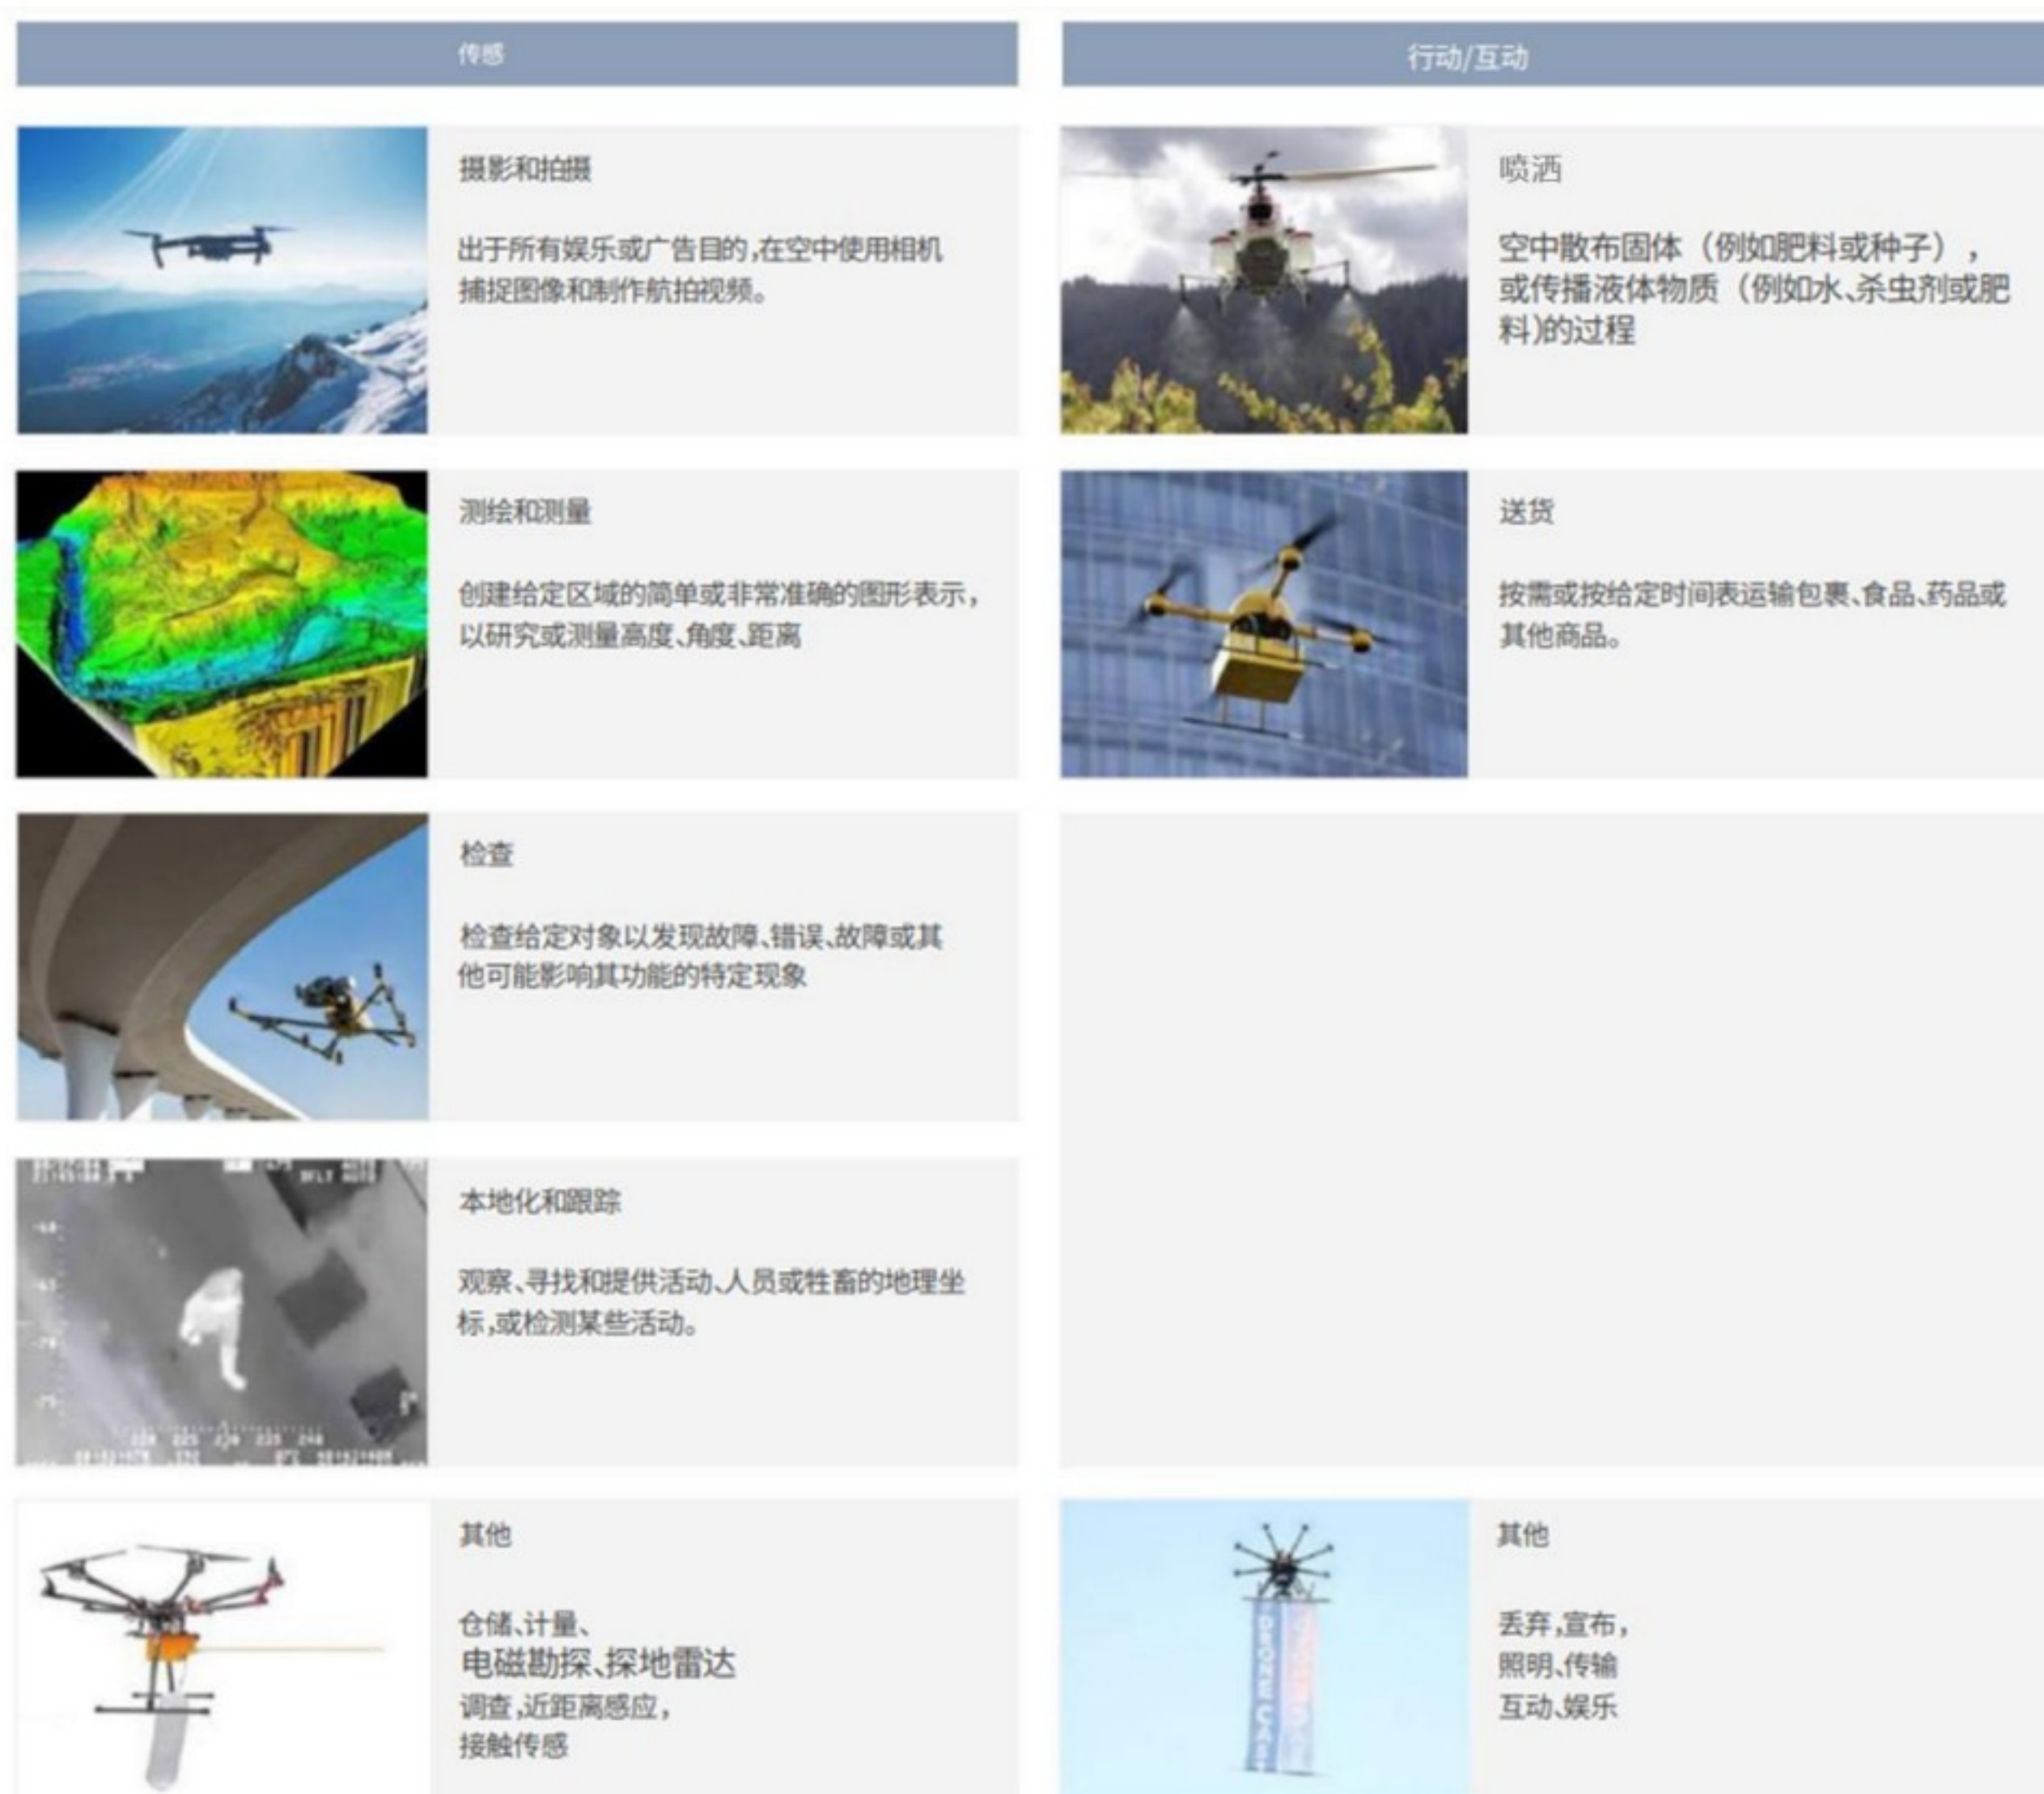 传感
摄影和拍摄
出于所有娱乐或广告目的,在空中使用相机
捕捉图像和制作航拍视频。
测绘和测量
创建给定区域的简单或非常准确的图形表示,
以研究或测量高度、角度、距离
检查
检查给定对象以发现故障、错误、故障或其
他可能影响其功能的特定现象
本地化和跟踪
观察、寻找和提供活动、人员或牲畜的地理坐
标,或检测某些活动。
其他
仓储、计量、
电磁勘探、探地雷达
调查,近距离感应,
接触传感
行动/互动
喷洒
空中散布固体（例如肥料或种子），
或传播液体物质（例如水、杀虫剂或肥
料)的过程
送货
按需或按给定时间表运输包裹、食品、药品或
其他商品。
其他
丢弃,宣布,
照明、传输
互动、娱乐